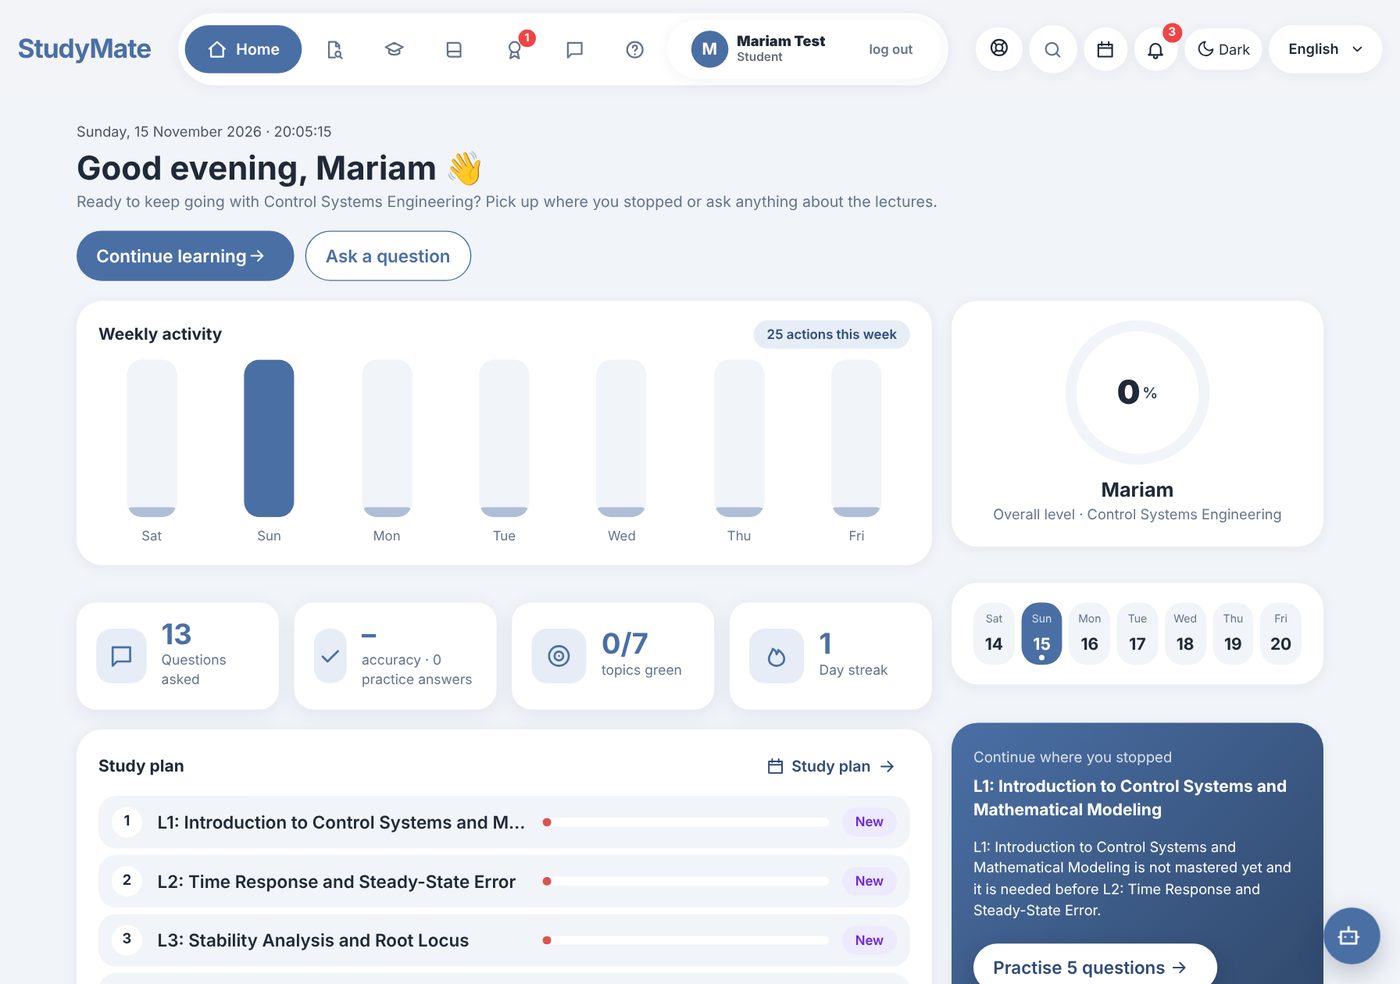 StudyMate
Home
1
M
Mariam Test
Student
log out
3
Dark
English
Sunday, 15 November 2026 · 20:05:15
Good evening, Mariam 👋
Ready to keep going with Control Systems Engineering? Pick up where you stopped or ask anything about the lectures.
Continue learning →
Ask a question
Weekly activity
25 actions this week
Sat
Sun
Mon
Tue
Wed
Thu
Fri
0 %
Mariam
Overall level · Control Systems Engineering
13
Questions
asked
–
accuracy · 0
practice answers
0/7
topics green
1
Day streak
Sat
14
Sun
15
Mon
16
Tue
17
Wed
18
Thu
19
Fri
20
Study plan
Study plan →
1
L1: Introduction to Control Systems and M...
New
2
L2: Time Response and Steady-State Error
New
3
L3: Stability Analysis and Root Locus
New
Continue where you stopped
L1: Introduction to Control Systems and
Mathematical Modeling
L1: Introduction to Control Systems and
Mathematical Modeling is not mastered yet and
it is needed before L2: Time Response and
Steady-State Error.
Practise 5 questions →